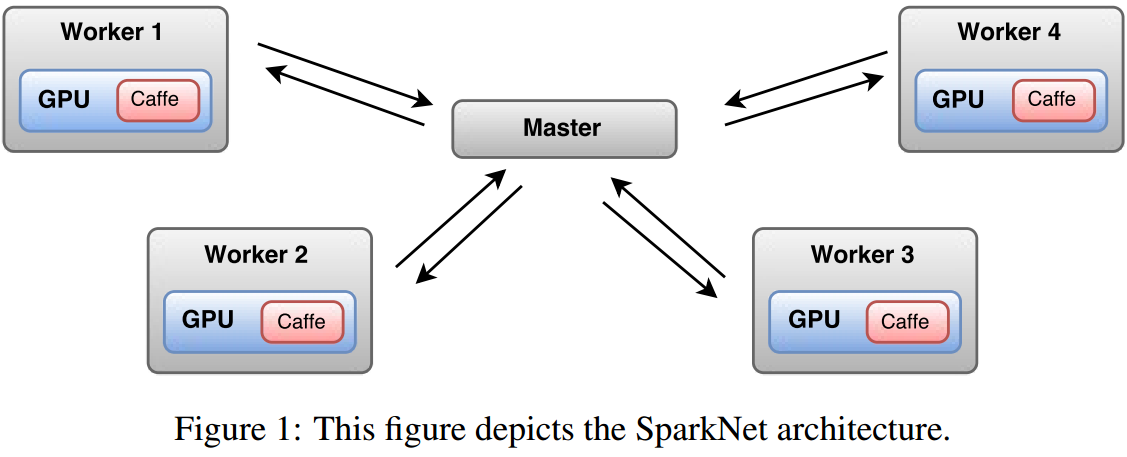 Worker 1
GPU
Caffe
Worker 4
GPU
Caffe
Master
Worker 2
GPU
Caffe
Worker 3
GPU
Caffe
Figure 1: This figure depicts the SparkNet architecture.